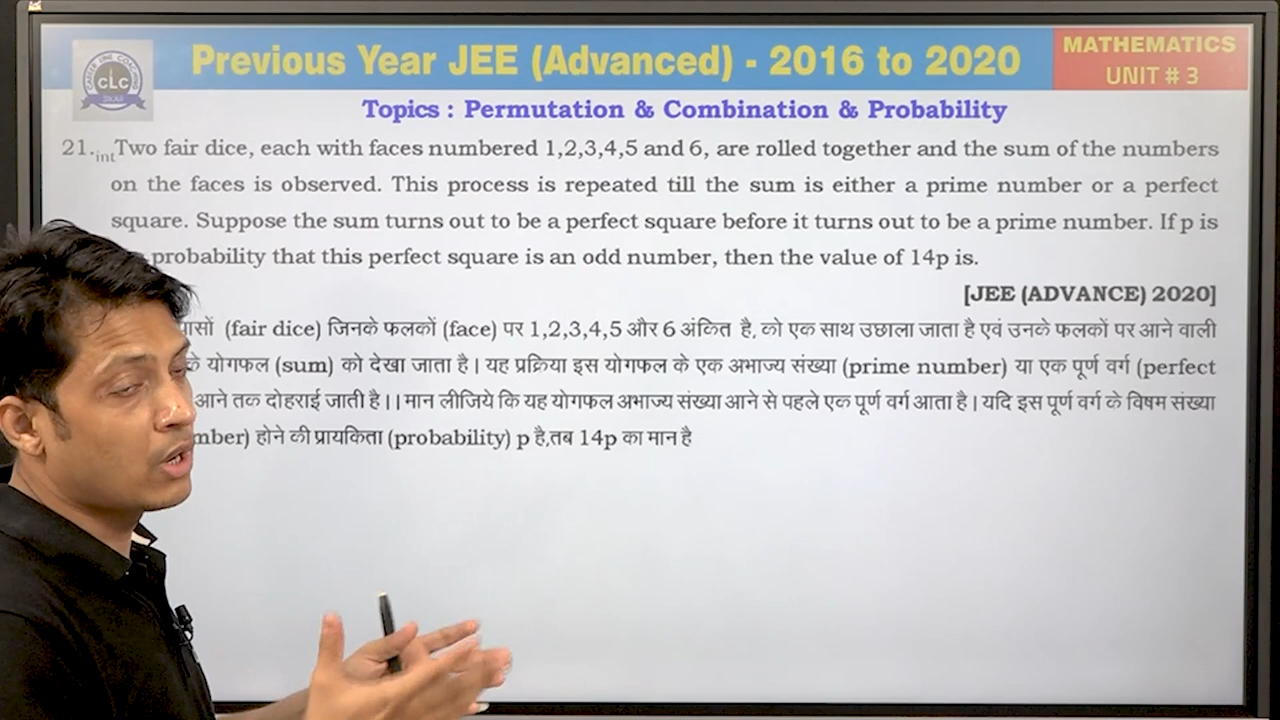 Previous Year JEE (Advanced) - 2016 to 2020
MATHEMATICS
UNIT # 3
CLC
Topics : Permutation & Combination & Probability
21.int Two fair dice, each with faces numbered 1,2,3,4,5 and 6, are rolled together and the sum of the numbers
on the faces is observed. This process is repeated till the sum is either a prime number or a perfect
square. Suppose the sum turns out to be a perfect square before it turns out to be a prime number. If p is
probability that this perfect square is an odd number, then the value of 14p is.
[JEE (ADVANCE) 2020]
(fair dice) जिनके फलकों (face) पर 1,2,3,4,5 और 6 अंकित है, को एक साथ उछाला जाता है एवं उनके फलकों पर आने वाली
के योगफल (sum) को देखा जाता है। यह प्रक्रिया इस योगफल के एक अभाज्य संख्या (prime number) या एक पूर्ण वर्ग (perfect
आने तक दोहराई जाती है।। मान लीजिये कि यह योगफल अभाज्य संख्या आने से पहले एक पूर्ण वर्ग आता है। यदि इस पूर्ण वर्ग के विषम संख्या
होने की प्रायकिता (probability) p है,तब 14p का मान है